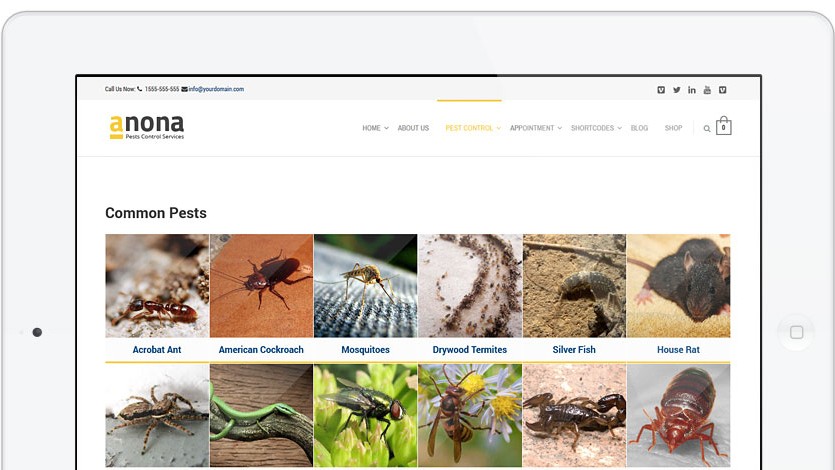 Call Us Now: 1555-555-555 info@yourdomain.com
anona
Pests Control Services
HOME ABOUT US PEST CONTROL APPOINTMENT SHORTCODES BLOG SHOP 0
Common Pests
Acrobat Ant American Cockroach Mosquitoes Drywood Termites Silver Fish House Rat